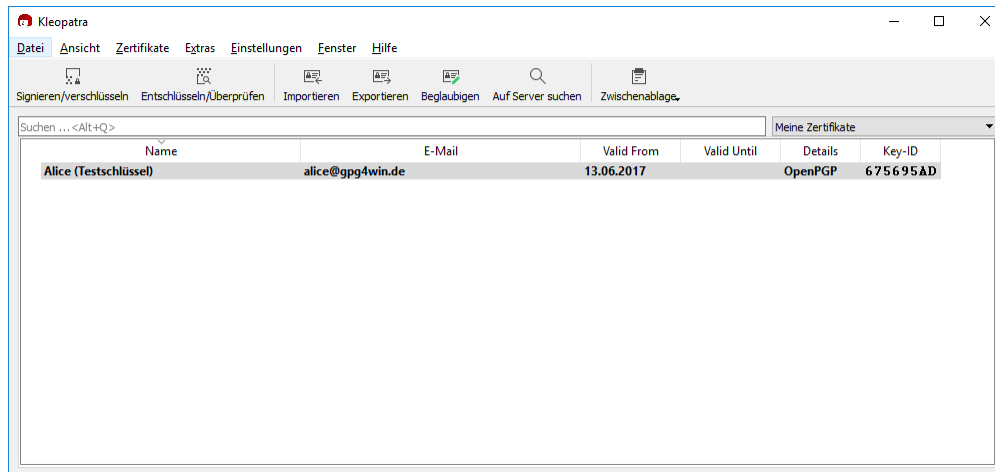 Kleopatra
Datei Ansicht Zertifikate Extras Einstellungen Fenster Hilfe
Signieren/verschlüsseln Entschlüsseln/Überprüfen Importieren Exportieren Beglaubigen Auf Server suchen Zwischenablage
Suchen ...<Alt+Q> Meine Zertifikate
Name E-Mail Valid From Valid Until Details Key-ID
Alice (Testschlüssel) alice@gpg4win.de 13.06.2017 OpenPGP 675695AD